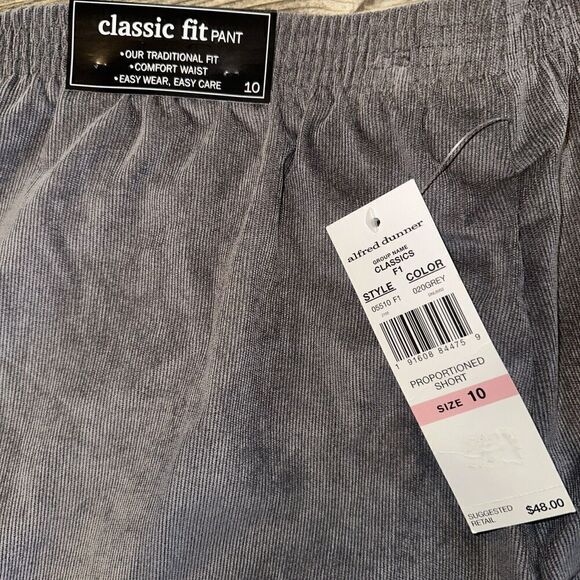 classic fit PANT
•OUR TRADITIONAL FIT
•COMFORT WAIST
•EASY WEAR, EASY CARE
10
alfred dunner
GROUP NAME
CLASSICS
F1
STYLE COLOR
05510 F1 020GREY
1 91608 84475 9
PROPORTIONED
SHORT
SIZE 10
SUGGESTED
RETAIL $48.00